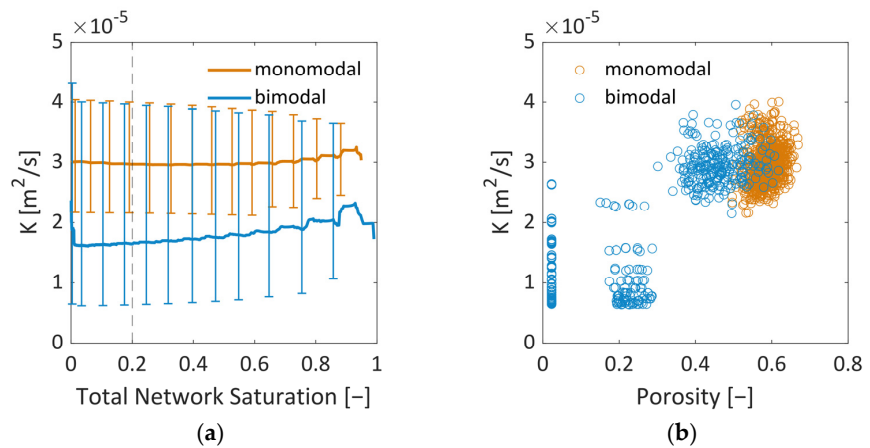 ×10⁻⁵
5
4
3
2
1
0
K [m²/s]
monomodal
bimodal
0 0.2 0.4 0.6 0.8 1
Total Network Saturation [−]
(a)
×10⁻⁵
5
4
3
2
1
0
K [m²/s]
monomodal
bimodal
0 0.2 0.4 0.6 0.8
Porosity [−]
(b)